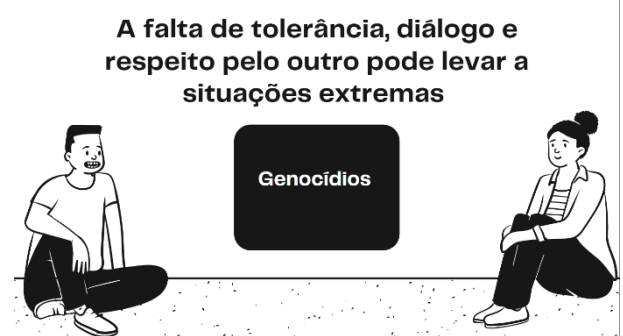 A falta de tolerância, diálogo e
respeito pelo outro pode levar a
situações extremas
Genocídios